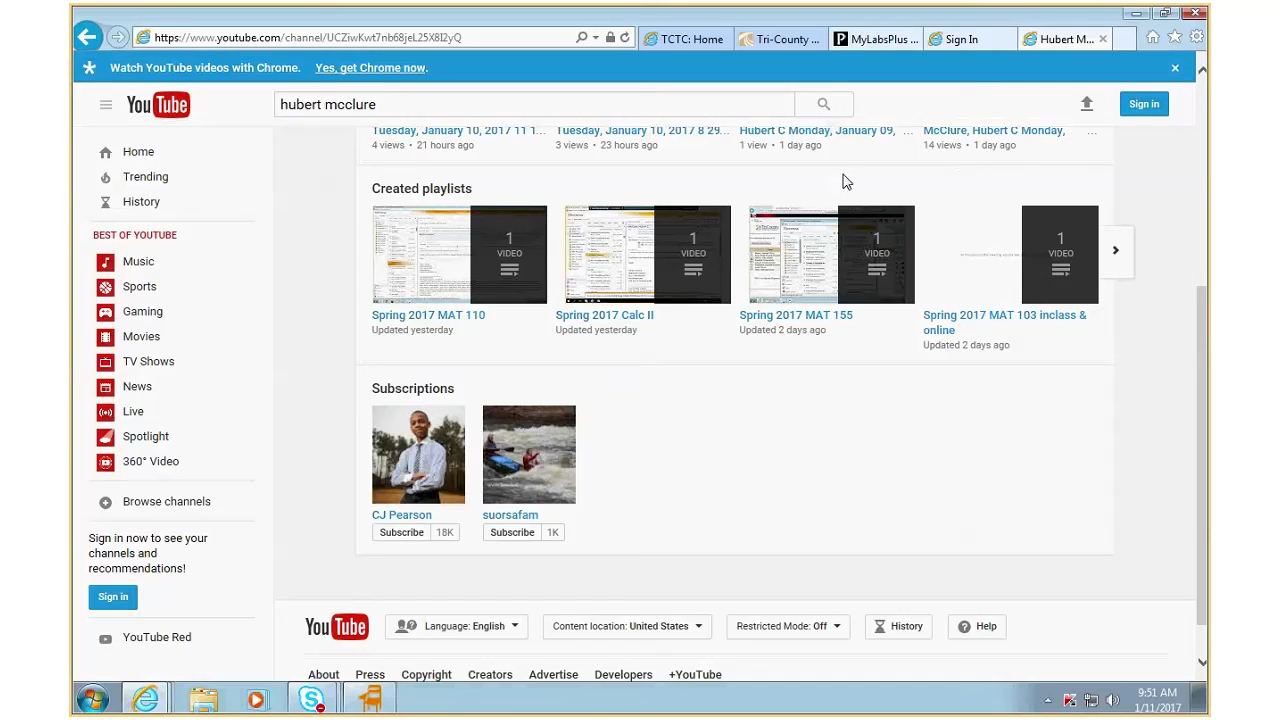 https://www.youtube.com/channel/UCZiwKwt7nb68jeL25X8I2yQ
TCTC: Home
Tri-County ...
MyLabsPlus ...
Sign In
Hubert M...
Watch YouTube videos with Chrome. Yes, get Chrome now.
YouTube
hubert mcclure
Sign in
Home
Trending
History
BEST OF YOUTUBE
Music
Sports
Gaming
Movies
TV Shows
News
Live
Spotlight
360° Video
Browse channels
Sign in now to see your
channels and
recommendations!
Sign in
YouTube Red
Tuesday, January 10, 2017 11 1...
4 views • 21 hours ago
Tuesday, January 10, 2017 8 29...
3 views • 23 hours ago
Hubert C Monday, January 09, ...
1 view • 1 day ago
McClure, Hubert C Monday, ...
14 views • 1 day ago
Created playlists
1
VIDEO
Spring 2017 MAT 110
Updated yesterday
1
VIDEO
Spring 2017 Calc II
Updated yesterday
1
VIDEO
Spring 2017 MAT 155
Updated 2 days ago
1
VIDEO
Spring 2017 MAT 103 inclass &
online
Updated 2 days ago
Subscriptions
CJ Pearson
Subscribe 18K
suorsafam
Subscribe 1K
YouTube
Language: English
Content location: United States
Restricted Mode: Off
History
Help
About Press Copyright Creators Advertise Developers +YouTube
9:51 AM
1/11/2017